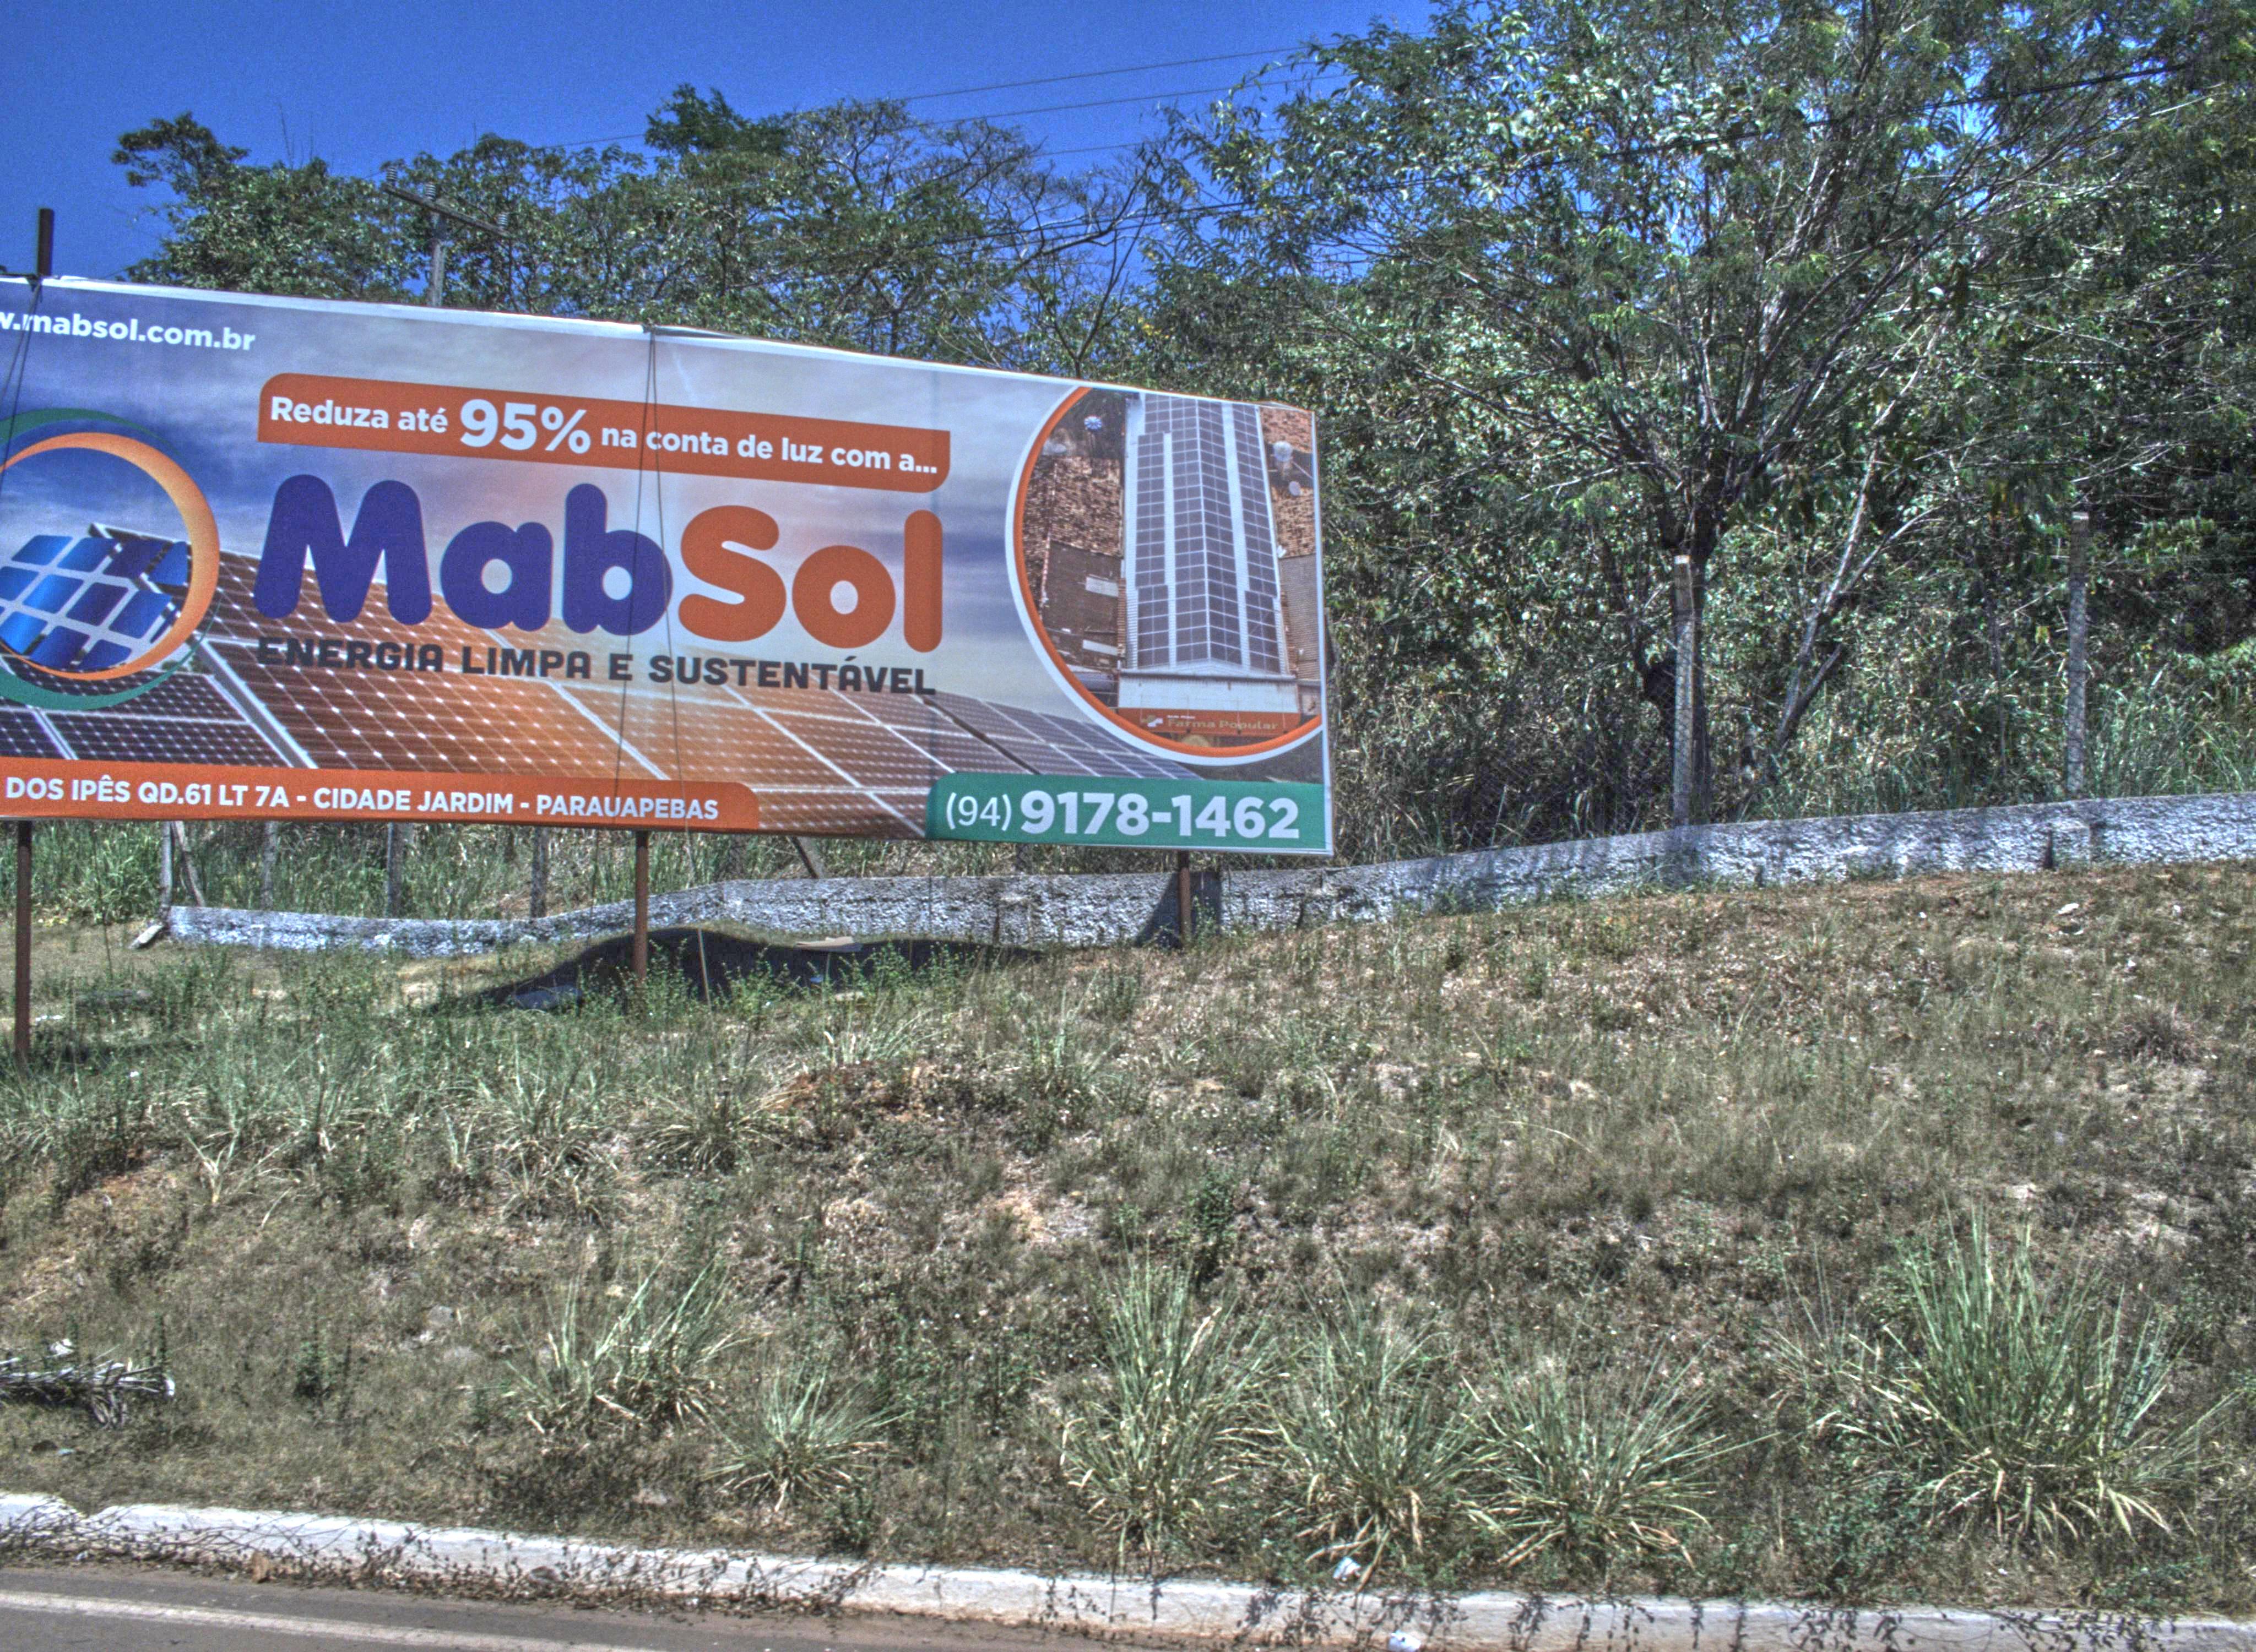 w.mabsol.com.br
Reduza até 95% na conta de luz com a...
MabSol
ENERGIA LIMPA E SUSTENTÁVEL
Farma Popular
DOS IPÊS QD.61 LT 7A - CIDADE JARDIM - PARAUAPEBAS
(94) 9178-1462